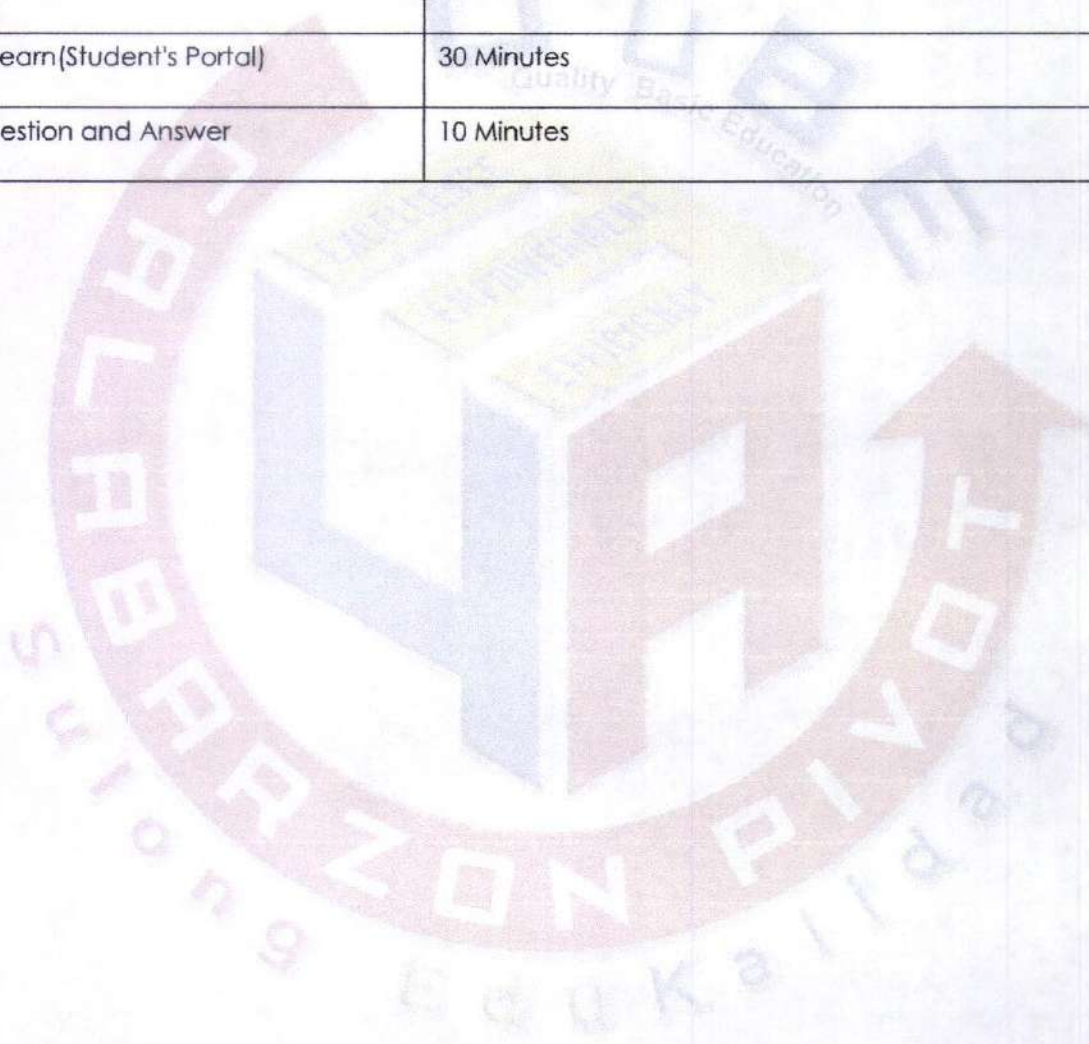 earn(Student's Portal) 30 Minutes
Quality Basic Education
estion and Answer 10 Minutes
EXCELLENCE
EMPOWERMENT
EFFICIENCY
4A
CALABARZON PIVOT
Sulong EduKalidad